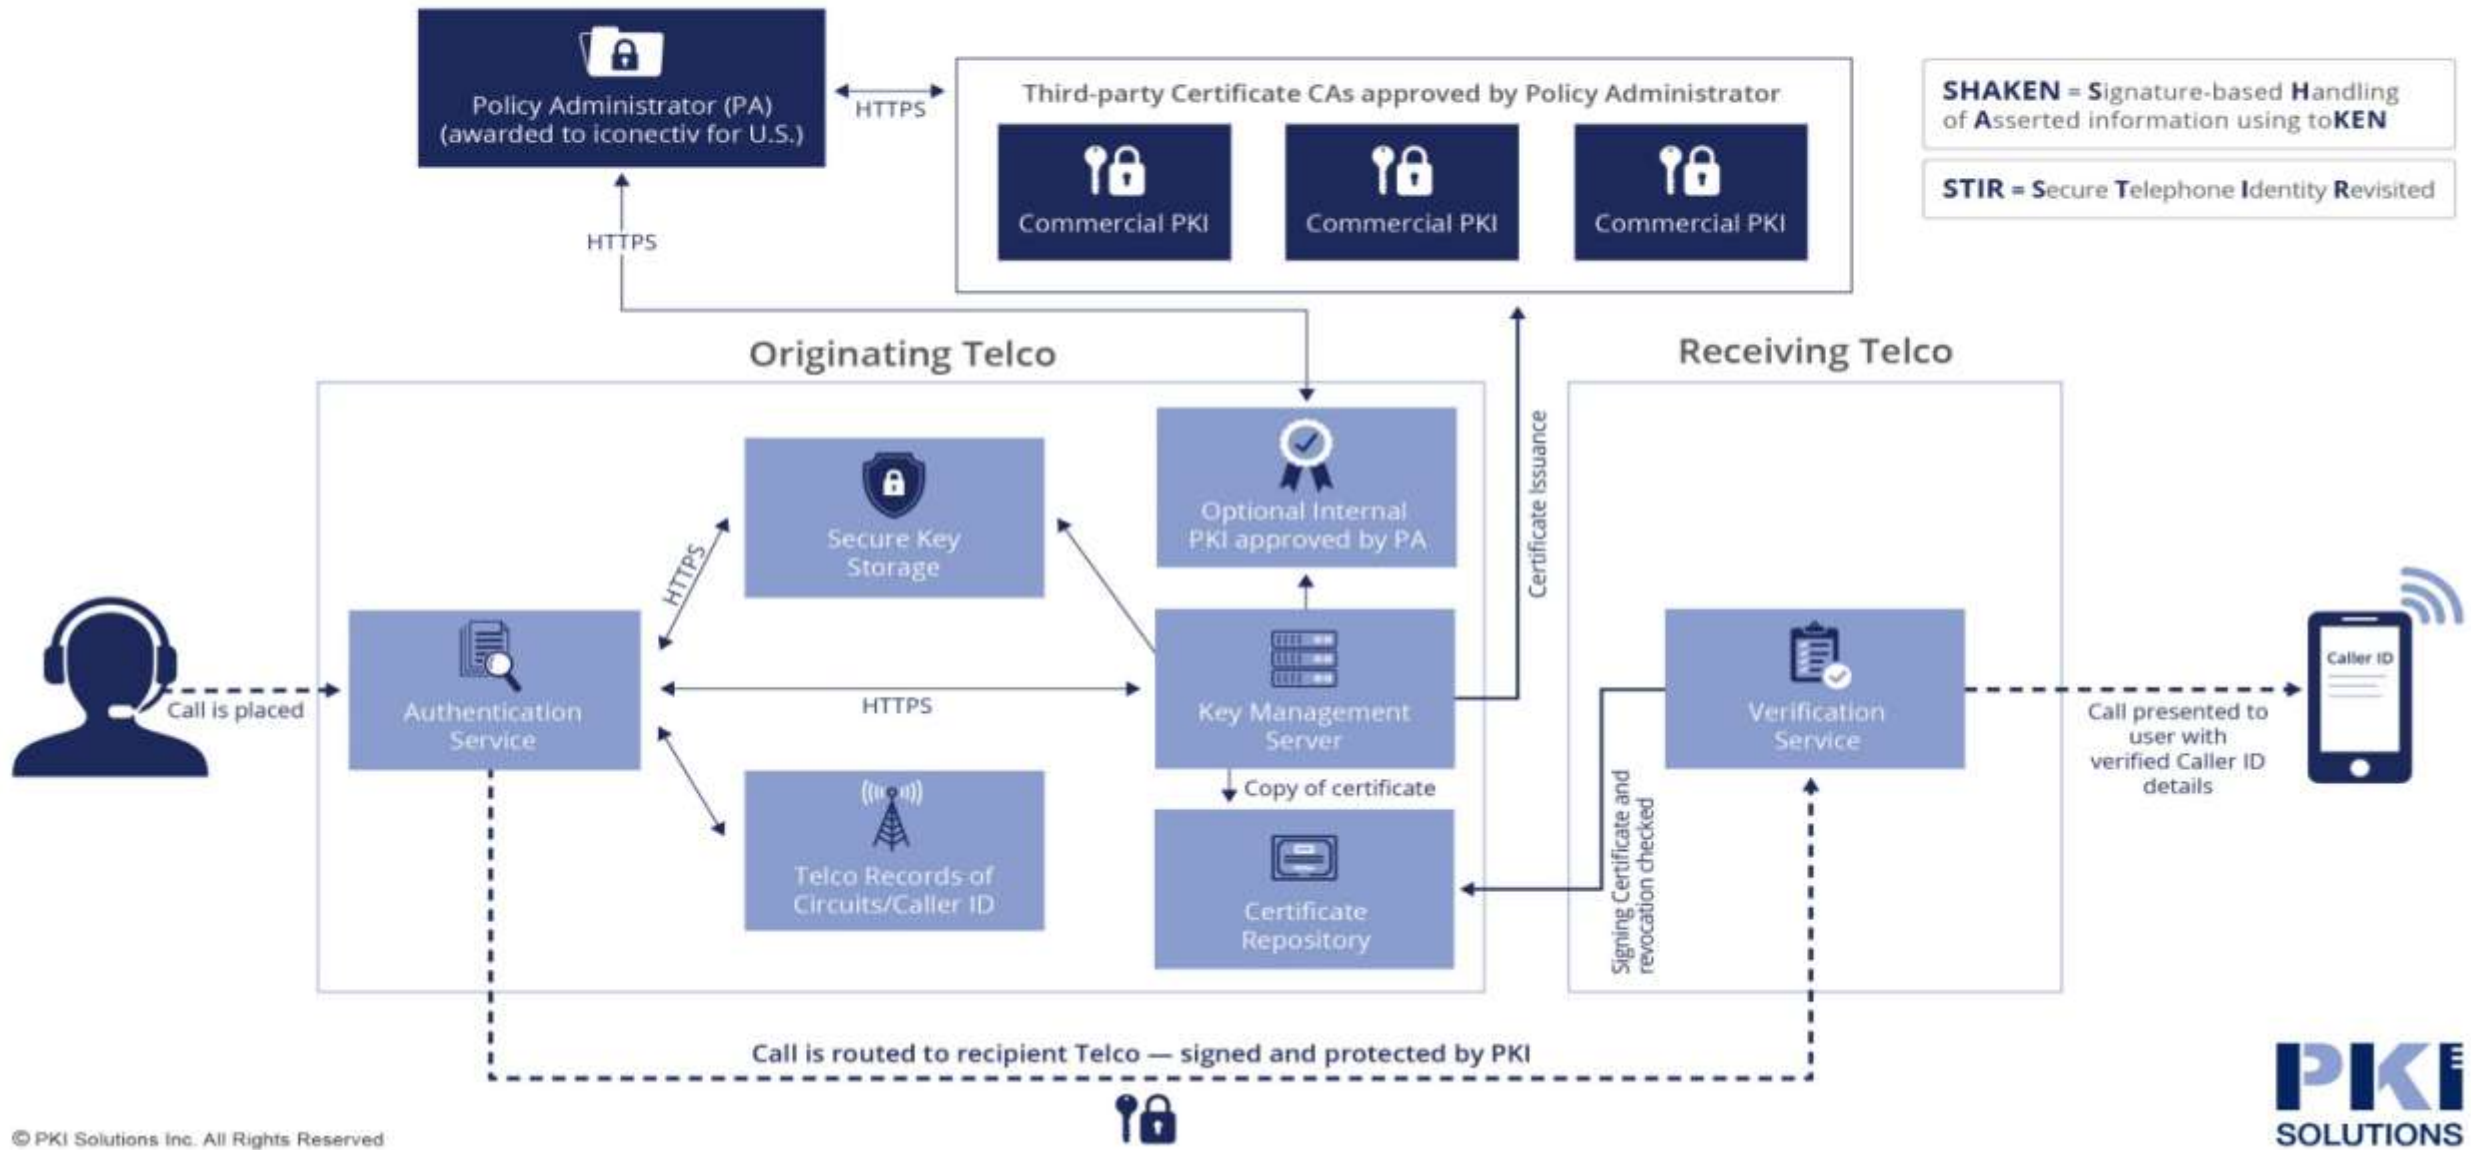 Policy Administrator (PA)
(awarded to iconectiv for U.S.)
HTTPS
Third-party Certificate CAs approved by Policy Administrator
Commercial PKI
Commercial PKI
Commercial PKI
SHAKEN = Signature-based Handling
of Asserted information using toKEN
STIR = Secure Telephone Identity Revisited
HTTPS
Originating Telco
Receiving Telco
Secure Key
Storage
Optional Internal
PKI approved by PA
Certificate Issuance
HTTPS
Call is placed
Authentication
Service
HTTPS
Key Management
Server
Copy of certificate
Telco Records of
Circuits/Caller ID
Certificate
Repository
Signing Certificate and
revocation checked
Verification
Service
Caller ID
Call presented to
user with
verified Caller ID
details
Call is routed to recipient Telco — signed and protected by PKI
© PKI Solutions Inc. All Rights Reserved
PKI
SOLUTIONS